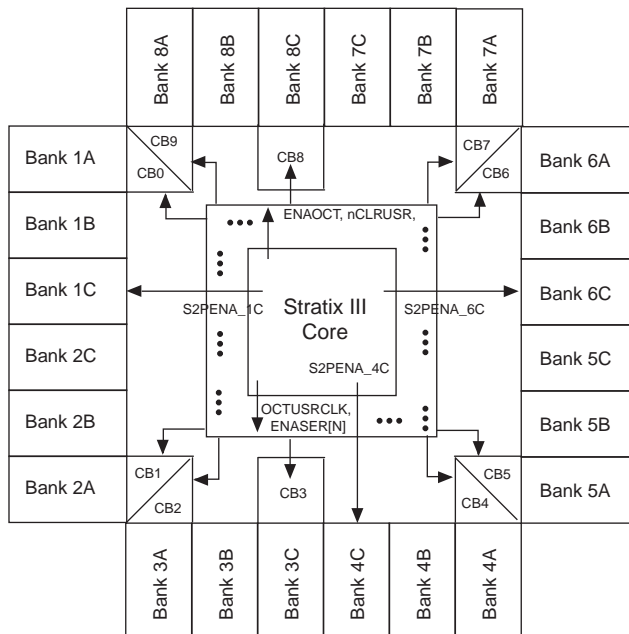 Bank 8A
Bank 8B
Bank 8C
Bank 7C
Bank 7B
Bank 7A
Bank 1A
CB9
CB0
CB8
CB7
CB6
Bank 6A
Bank 1B
ENAOCT, nCLRUSR,
Bank 6B
Bank 1C
S2PENA_1C
Stratix III
Core
S2PENA_6C
Bank 6C
Bank 2C
S2PENA_4C
Bank 5C
Bank 2B
OCTUSRCLK,
ENASER[N]
Bank 5B
Bank 2A
CB1
CB2
CB3
CB5
CB4
Bank 5A
Bank 3A
Bank 3B
Bank 3C
Bank 4C
Bank 4B
Bank 4A